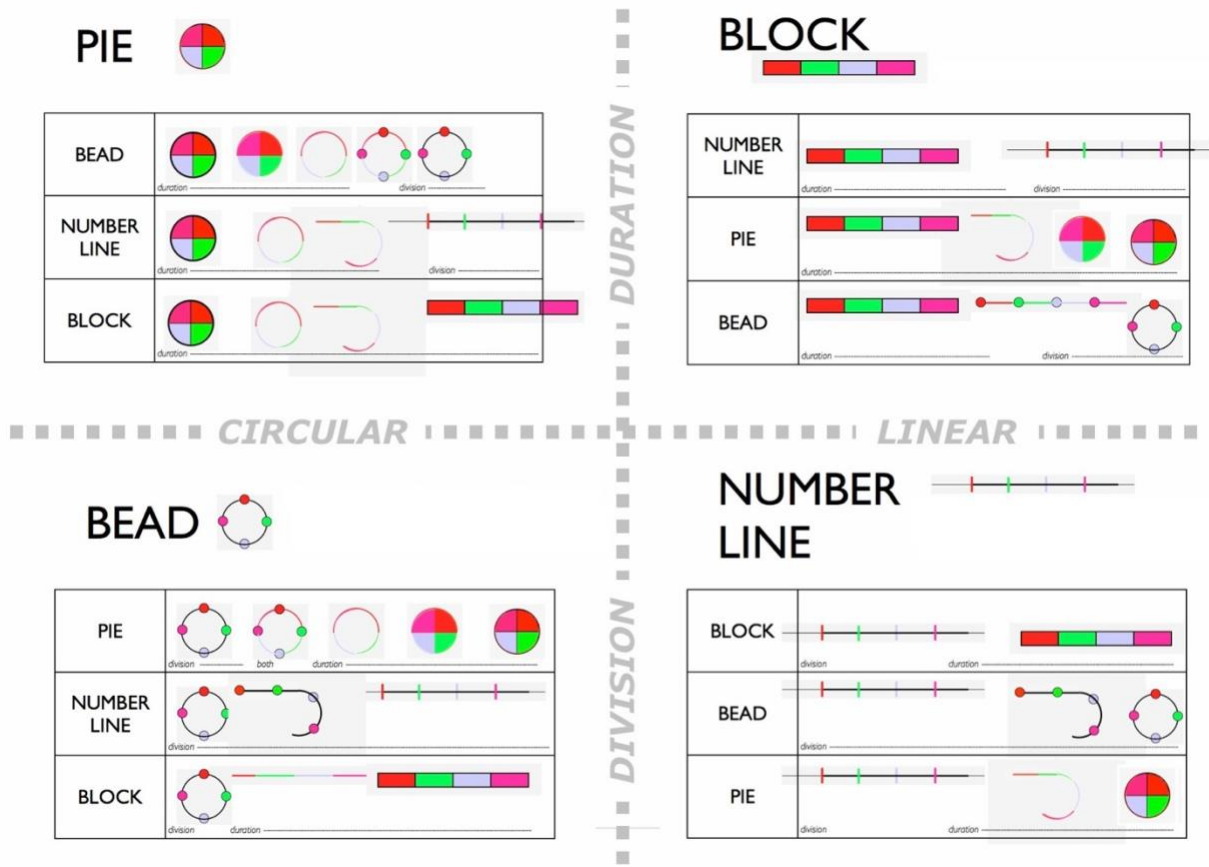 PIE
BEAD
duration division
NUMBER
LINE
duration division
BLOCK
duration
BLOCK
NUMBER
LINE
duration division
PIE
duration
BEAD
duration division
DURATION
CIRCULAR
LINEAR
DIVISION
BEAD
PIE
division both duration
NUMBER
LINE
division
BLOCK
division duration
NUMBER
LINE
BLOCK
division duration
BEAD
division
PIE
division duration